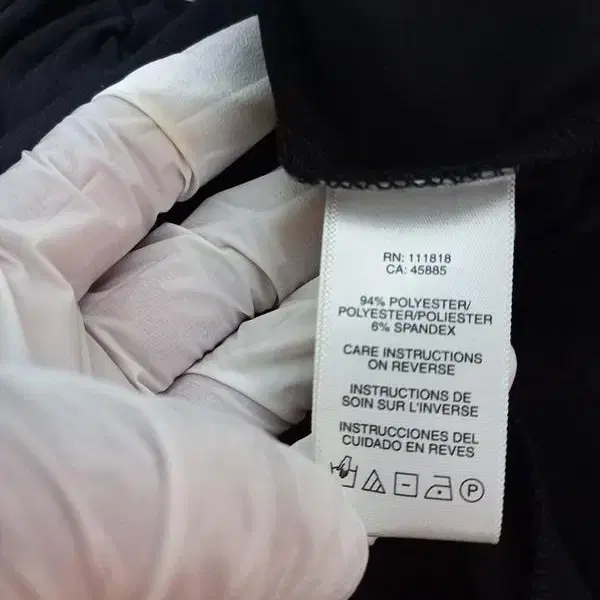 RN: 111818
CA: 45885
94% POLYESTER/
POLYESTER/POLIESTER
6% SPANDEX
CARE INSTRUCTIONS
ON REVERSE
INSTRUCTIONS DE
SOIN SUR L'INVERSE
INSTRUCCIONES DEL
CUIDADO EN REVES
P